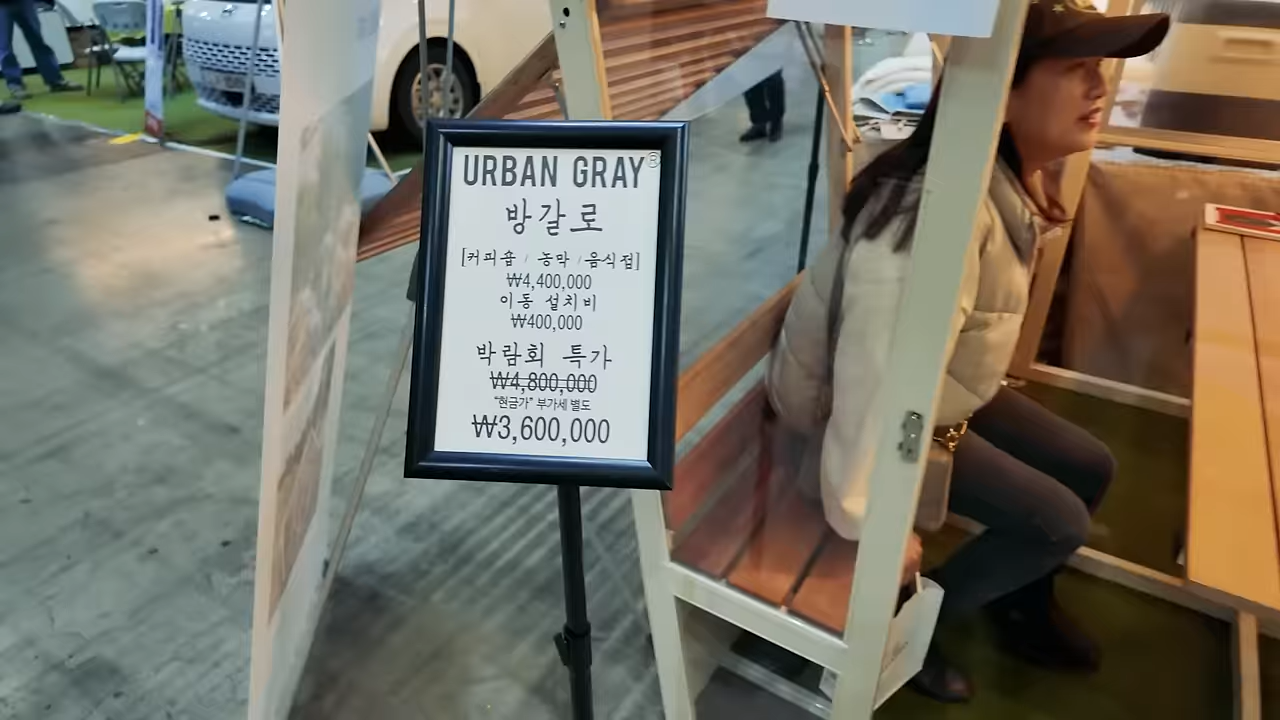 URBAN GRAY®
방갈로
[커피숍 / 농막 / 음식점]
₩4,400,000
이동 설치비
₩400,000
박람회 특가
₩4,800,000
"현금가" 부가세 별도
₩3,600,000